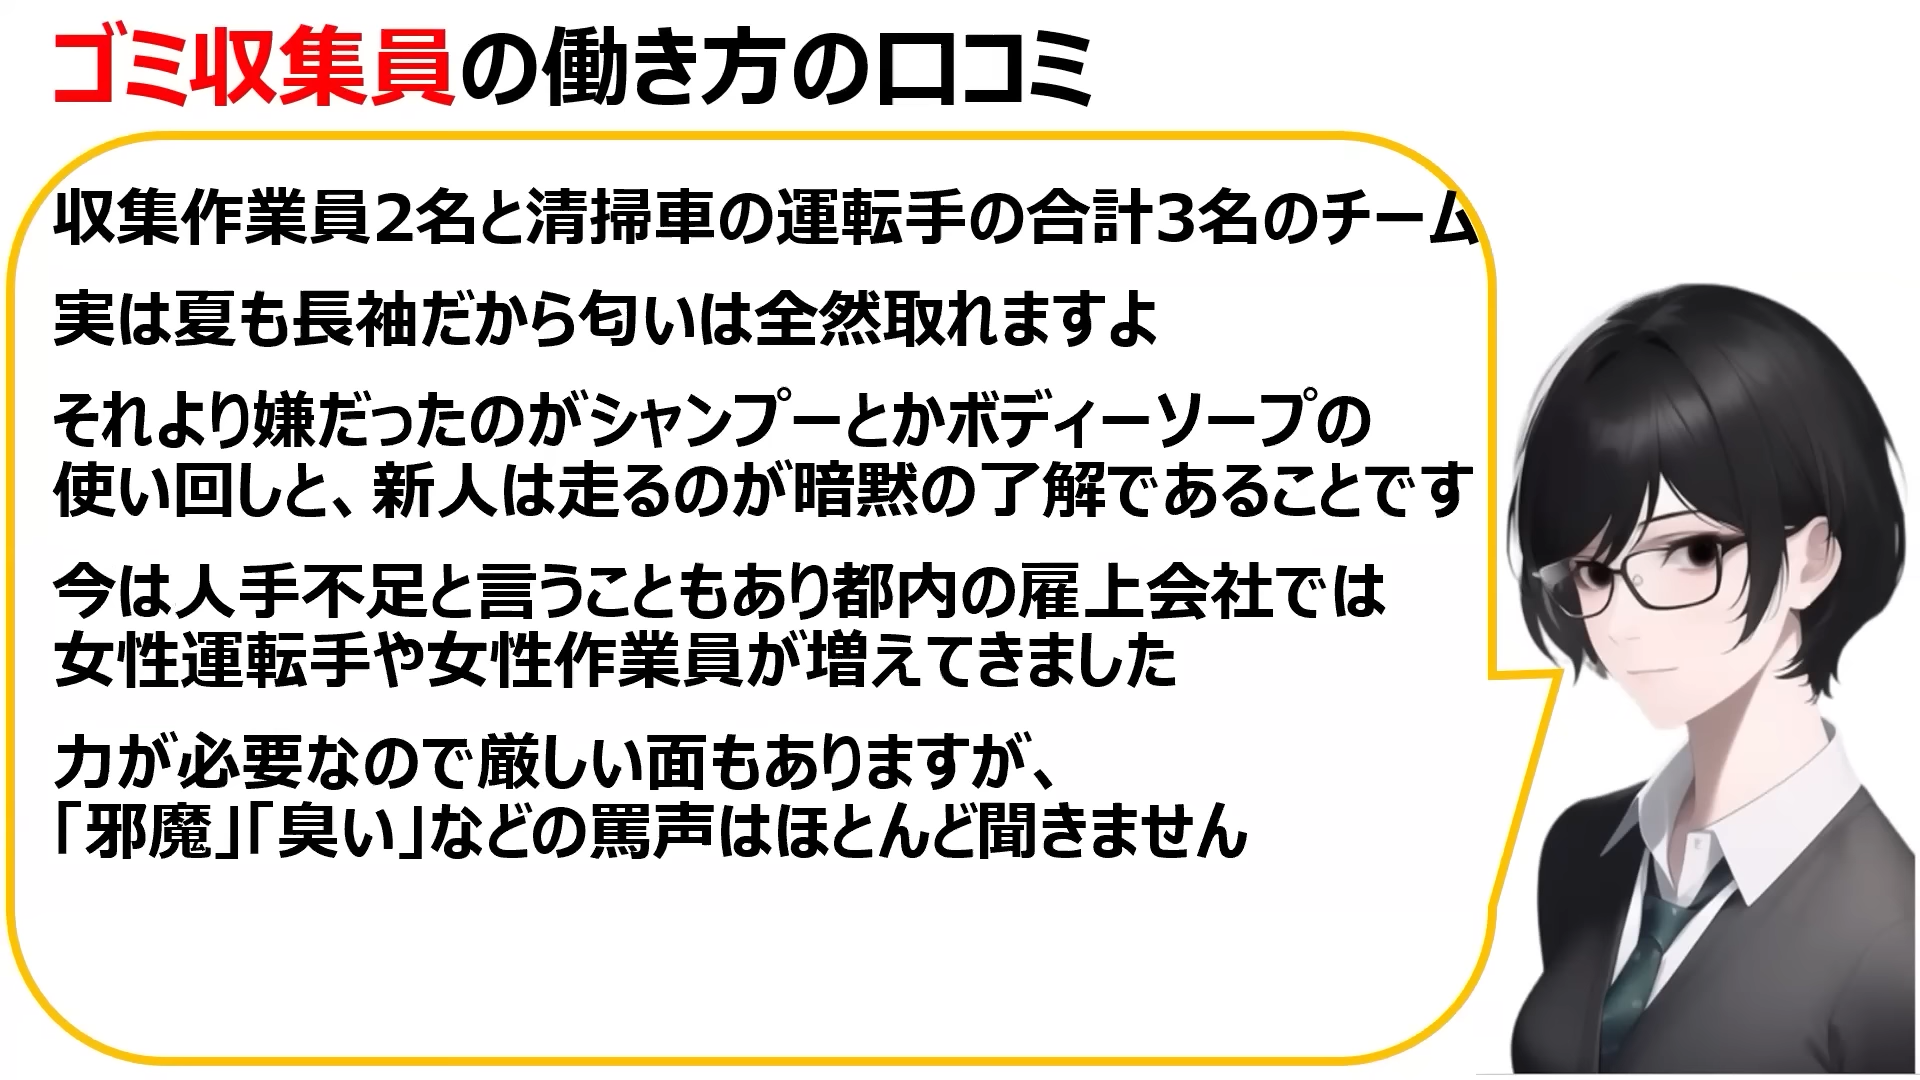 ゴミ収集員の働き方の口コミ
収集作業員2名と清掃車の運転手の合計3名のチーム
実は夏も長袖だから匂いは全然取れますよ
それより嫌だったのがシャンプーとかボディーソープの
使い回しと、新人は走るのが暗黙の了解であることです
今は人手不足と言うこともあり都内の雇上会社では
女性運転手や女性作業員が増えてきました
力が必要なので厳しい面もありますが、
「邪魔」「臭い」などの罵声はほとんど聞きません